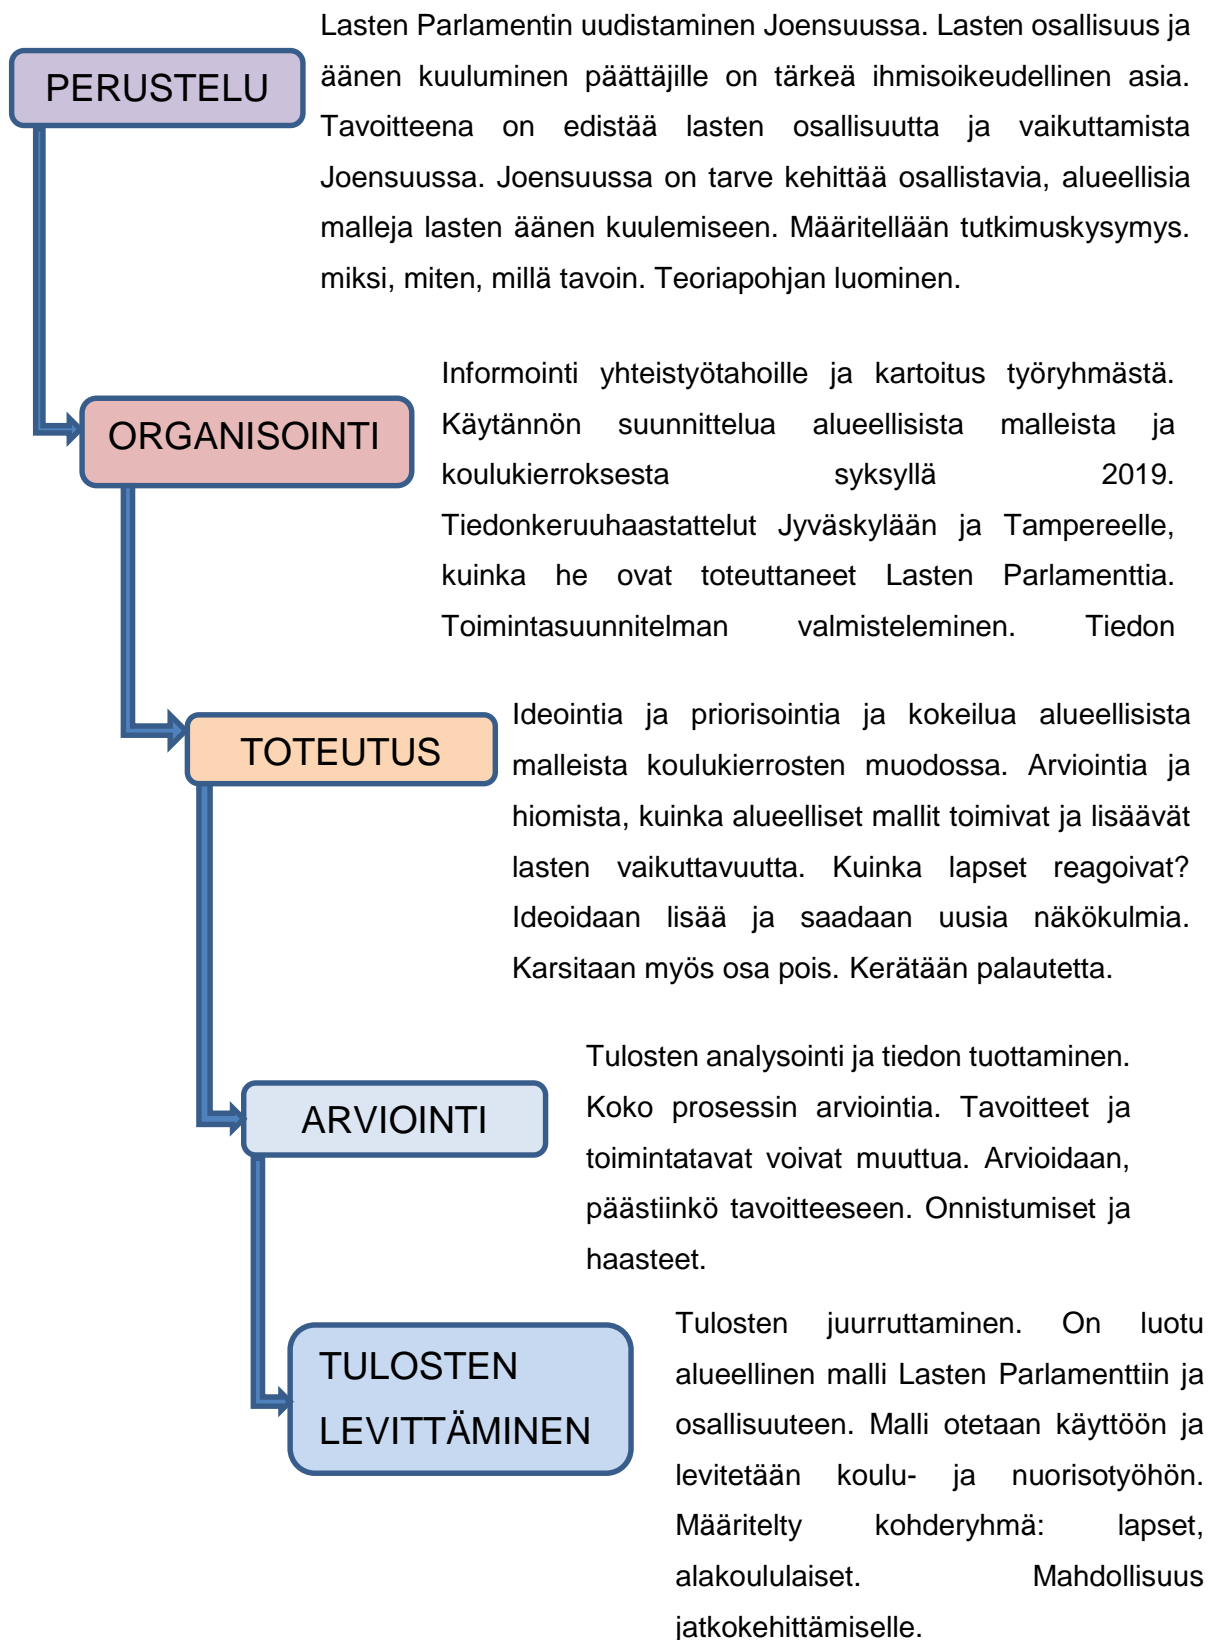 PERUSTELU
Lasten Parlamentin uudistaminen Joensuussa. Lasten osallisuus ja
äänen kuuluminen päättäjille on tärkeä ihmisoikeudellinen asia.
Tavoitteena on edistää lasten osallisuutta ja vaikuttamista
Joensuussa. Joensuussa on tarve kehittää osallistavia, alueellisia
malleja lasten äänen kuulemiseen. Määritellään tutkimuskysymys.
miksi, miten, millä tavoin. Teoriapohjan luominen.
ORGANISOINTI
Informointi yhteistyötahoille ja kartoitus työryhmästä.
Käytännön suunnittelua alueellisista malleista ja
koulukierroksesta syksyllä 2019.
Tiedonkeruuhaastattelut Jyväskylään ja Tampereelle,
kuinka he ovat toteuttaneet Lasten Parlamenttia.
Toimintasuunnitelman valmisteleminen. Tiedon
TOTEUTUS
Ideointia ja priorisointia ja kokeilua alueellisista
malleista koulukierrosten muodossa. Arviointia ja
hiomista, kuinka alueelliset mallit toimivat ja lisäävät
lasten vaikuttavuutta. Kuinka lapset reagoivat?
Ideoidaan lisää ja saadaan uusia näkökulmia.
Karsitaan myös osa pois. Kerätään palautetta.
ARVIOINTI
Tulosten analysointi ja tiedon tuottaminen.
Koko prosessin arviointia. Tavoitteet ja
toimintatavat voivat muuttua. Arvioidaan,
päästiinkö tavoitteeseen. Onnistumiset ja
haasteet.
TULOSTEN
LEVITTÄMINEN
Tulosten juurruttaminen. On luotu
alueellinen malli Lasten Parlamenttiin ja
osallisuuteen. Malli otetaan käyttöön ja
levitetään koulu- ja nuorisotyöhön.
Määritelty kohderyhmä: lapset,
alakoululaiset. Mahdollisuus
jatkokehittämiselle.